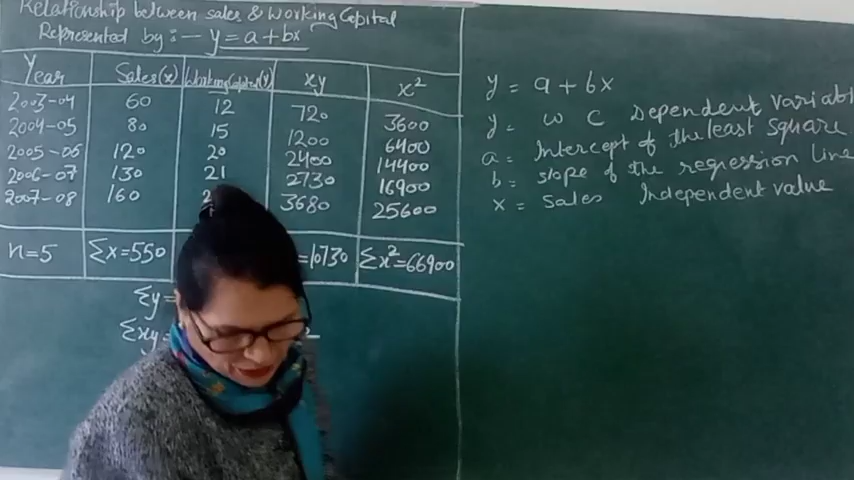 Relationship between sales & Working Capital
Represented by :- y = a + bx
Year Sales (x) Working Capital (Y) xy x²
2003-04 60 12 720 3600
2004-05 80 15 1200 6400
2005-06 120 20 2400 14400
2006-07 130 21 2730 16900
2007-08 160 3680 25600
n=5 Σx=550 =10730 Σx²=66900
Σy=
Σxy=
y = a + bx
y = W C Dependent variabl
a = Intercept of the least Square
b = slope of the regression line
x = Sales Independent value